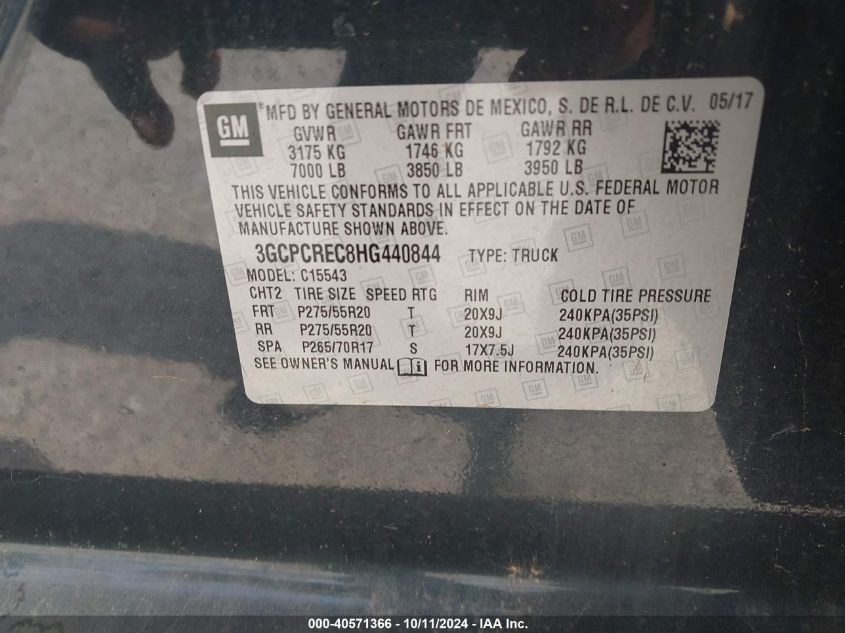 GM
*MFD BY GENERAL MOTORS DE MEXICO, S. DE R.L. DE C.V. 05/17
GVWR GAWR FRT GAWR RR
3175 KG 1746 KG 1792 KG
7000 LB 3850 LB 3950 LB
THIS VEHICLE CONFORMS TO ALL APPLICABLE U.S. FEDERAL MOTOR
VEHICLE SAFETY STANDARDS IN EFFECT ON THE DATE OF
MANUFACTURE SHOWN ABOVE.
3GCPCREC8HG440844 TYPE: TRUCK
MODEL: C15543
CHT2 TIRE SIZE SPEED RTG RIM COLD TIRE PRESSURE
FRT P275/55R20 T 20X9J 240KPA(35PSI)
RR P275/55R20 T 20X9J 240KPA(35PSI)
SPA P265/70R17 S 17X7.5J 240KPA(35PSI)
SEE OWNER'S MANUAL FOR MORE INFORMATION.
000-40571366 - 10/11/2024 - IAA Inc.